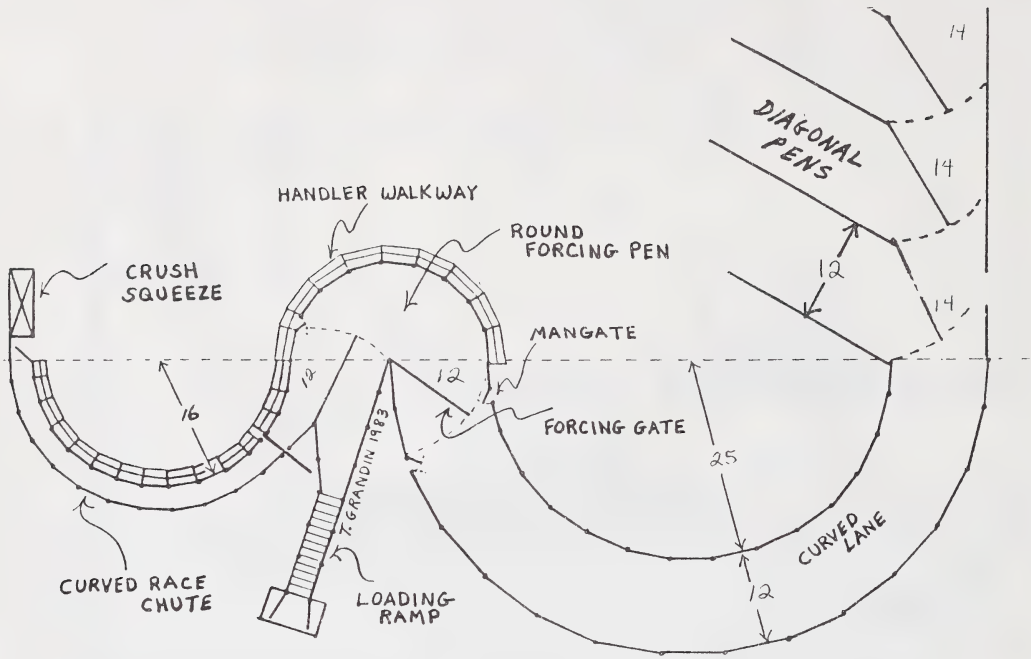 14
DIAGONAL
PENS
14
HANDLER WALKWAY
ROUND
FORCING PEN
12
CRUSH
SQUEEZE
14
MANGATE
12
12
16
FORCING GATE
25
T. GRANDIN 1983
CURVED
LANE
CURVED RACE
CHUTE
LOADING
RAMP
12